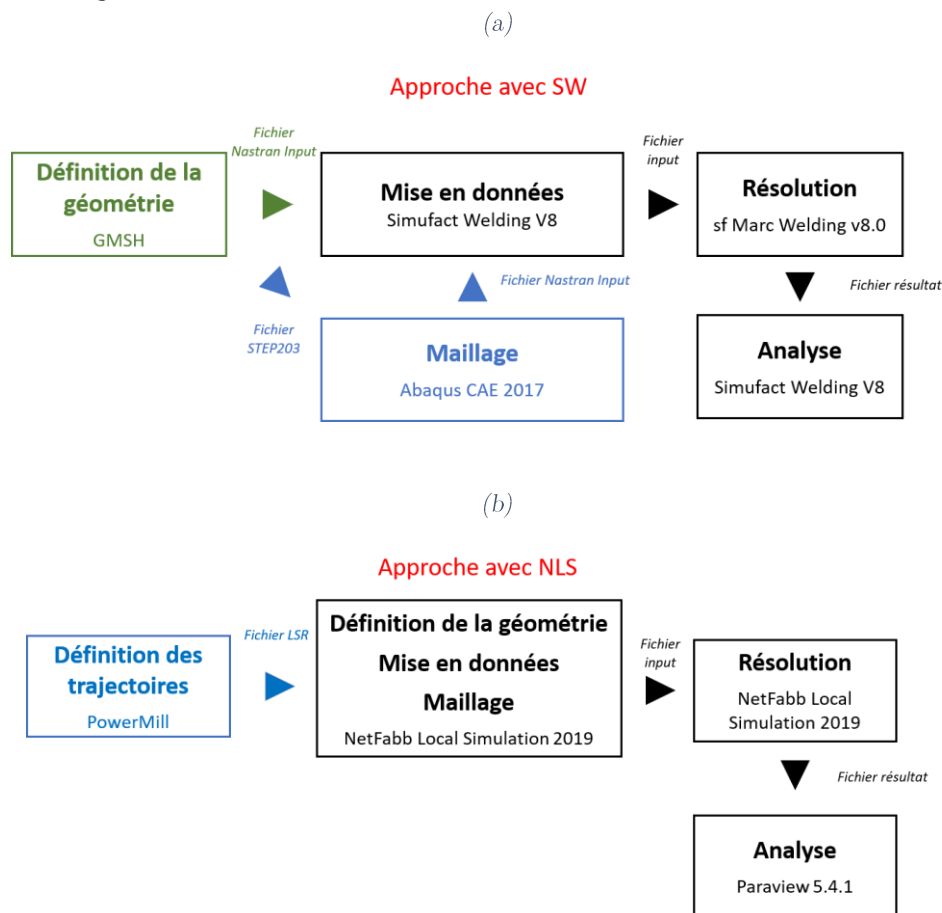 (a)
Approche avec SW
Fichier
Nastran Input
Fichier
input
Définition de la
géométrie
GMSH
Mise en données
Simufact Welding V8
Résolution
sf Marc Welding v8.0
Fichier Nastran Input
Fichier résultat
Fichier
STEP203
Maillage
Abaqus CAE 2017
Analyse
Simufact Welding V8
(b)
Approche avec NLS
Fichier LSR
Définition des
trajectoires
PowerMill
Définition de la géométrie
Mise en données
Maillage
NetFabb Local Simulation 2019
Fichier
input
Résolution
NetFabb Local
Simulation 2019
Fichier résultat
Analyse
Paraview 5.4.1